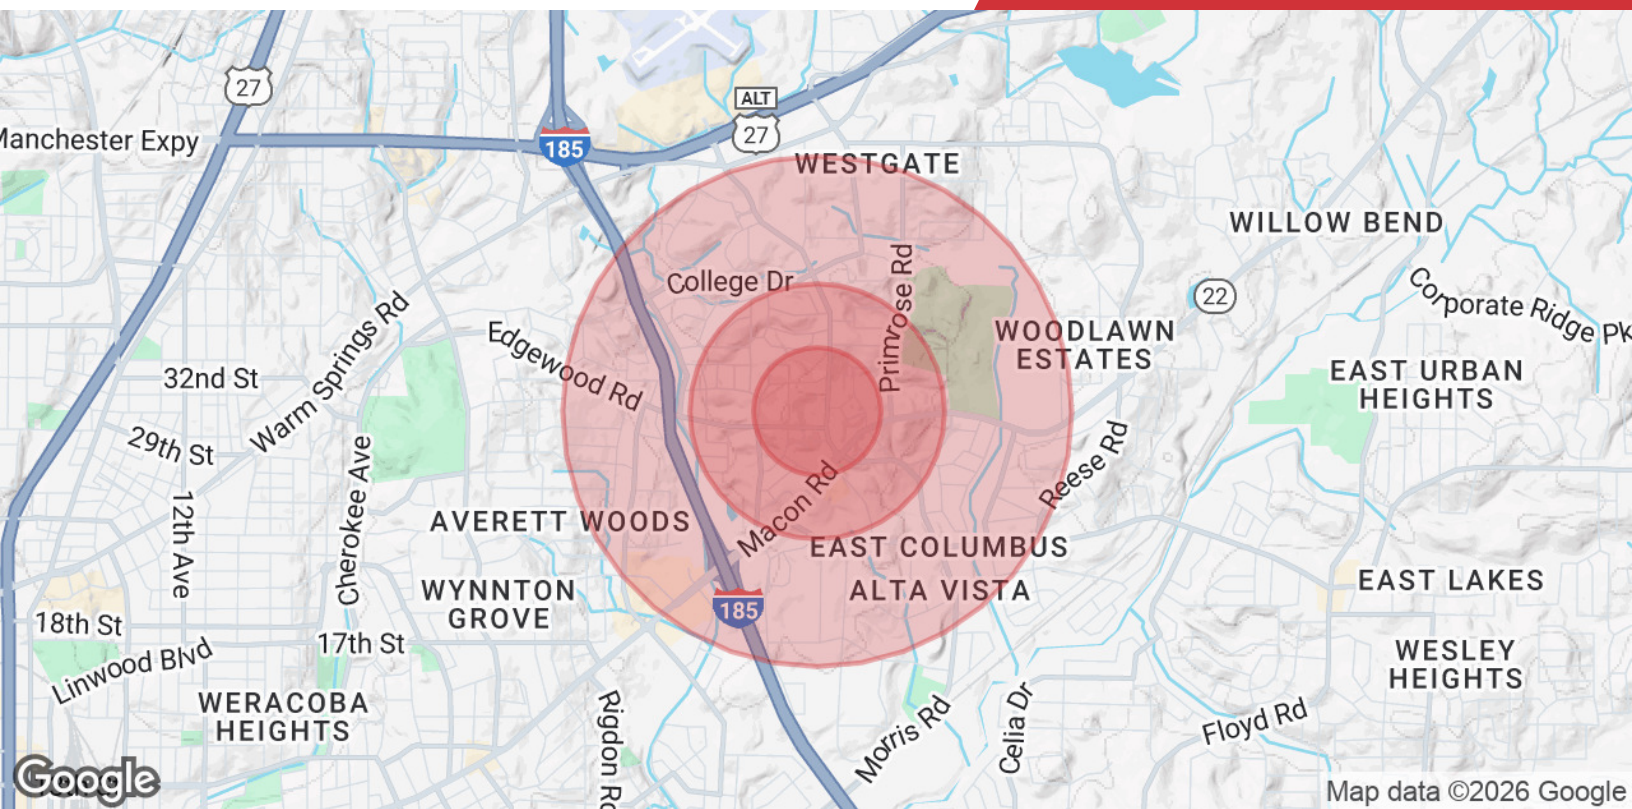 27
ALT
27
Manchester Expy
185
WESTGATE
WILLOW BEND
College Dr
Primrose Rd
22
Corporate Ridge Pk
Warm Springs Rd
Edgewood Rd
WOODLAWN
ESTATES
32nd St
EAST URBAN
HEIGHTS
29th St
Cherokee Ave
12th Ave
Macon Rd
Reese Rd
AVERETT WOODS
EAST COLUMBUS
ALTA VISTA
WYNNTON
GROVE
185
EAST LAKES
18th St
17th St
Linwood Blvd
WESLEY
HEIGHTS
WERACOBA
HEIGHTS
Rigdon Rd
Morris Rd
Celia Dr
Floyd Rd
Google
Map data ©2026 Google